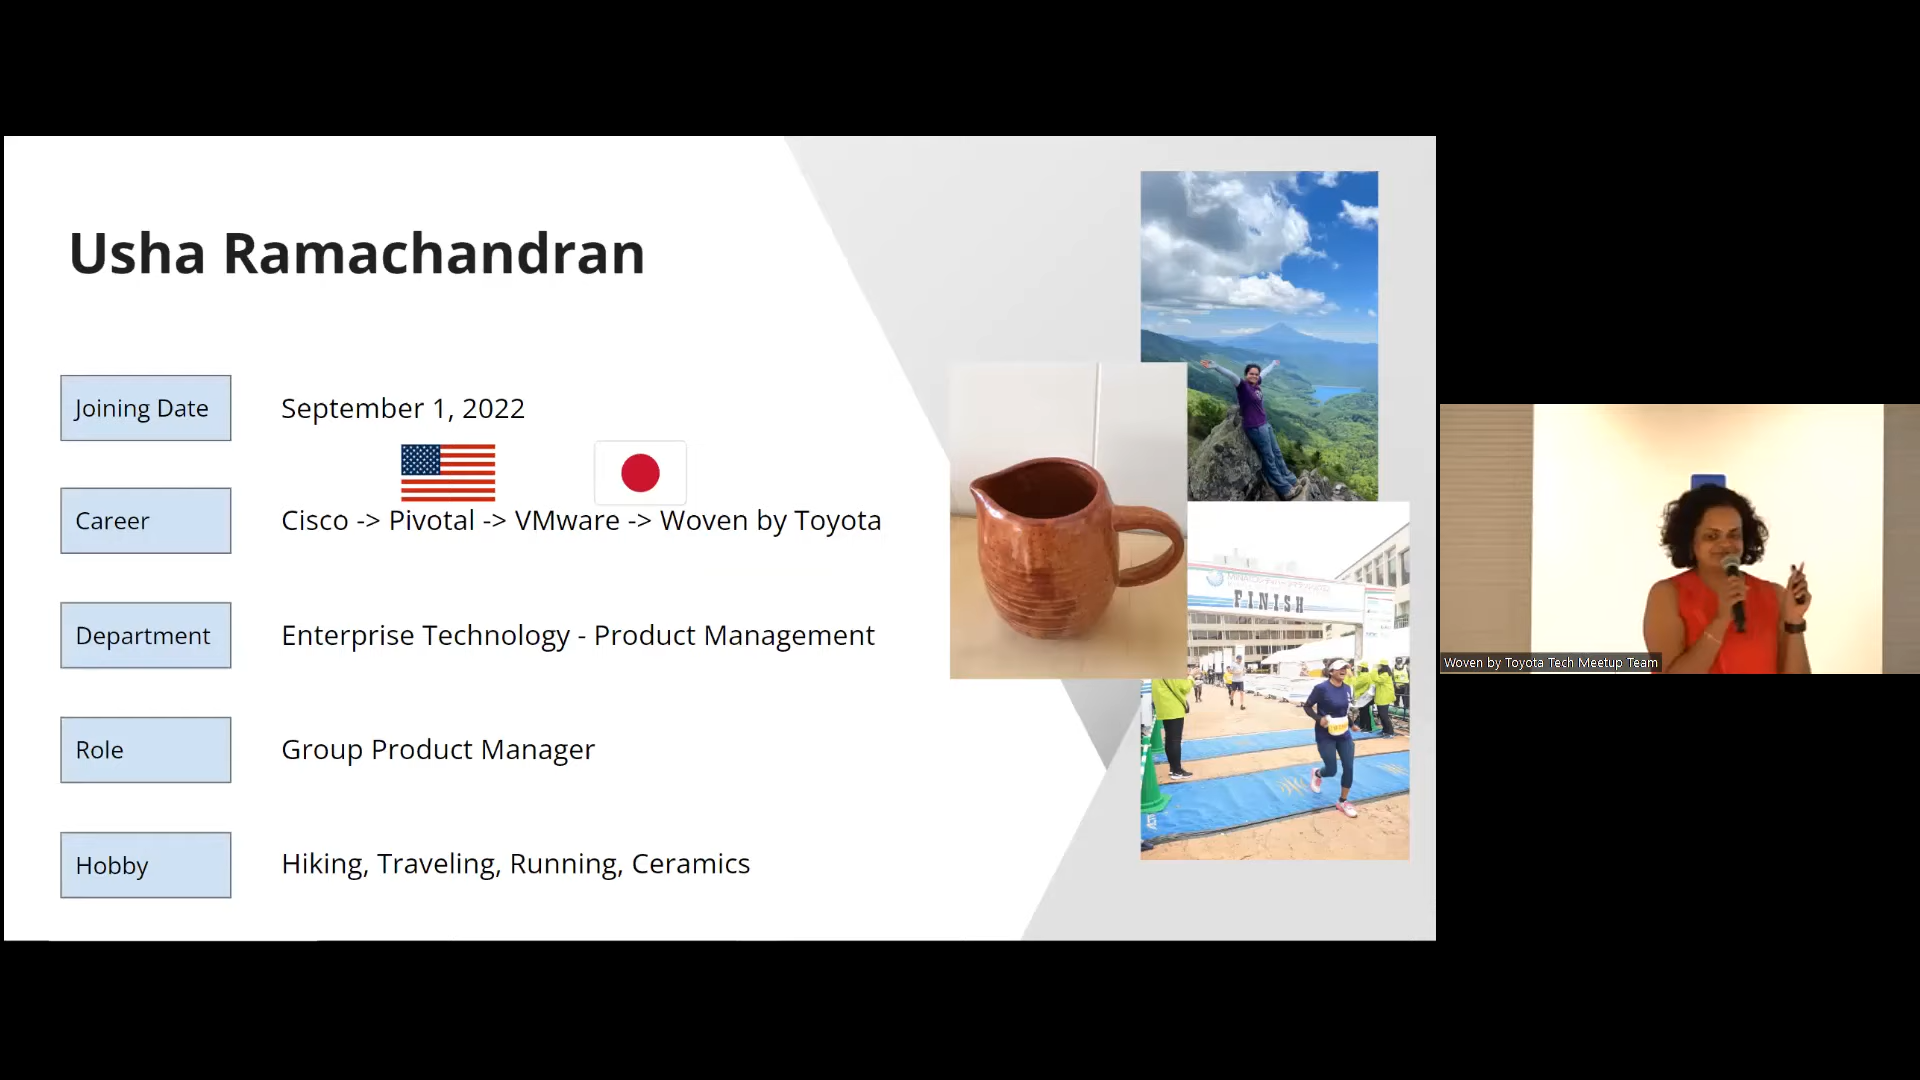 Usha Ramachandran
Joining Date
September 1, 2022
Career
Cisco -> Pivotal -> VMware -> Woven by Toyota
Department
Enterprise Technology - Product Management
Role
Group Product Manager
Hobby
Hiking, Traveling, Running, Ceramics
FINISH
Woven by Toyota Tech Meetup Team